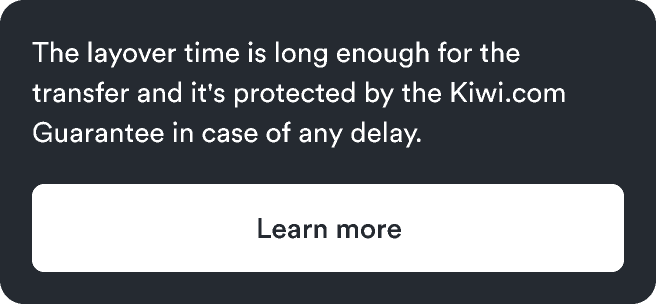 The layover time is long enough for the
transfer and it's protected by the Kiwi.com
Guarantee in case of any delay.
Learn more